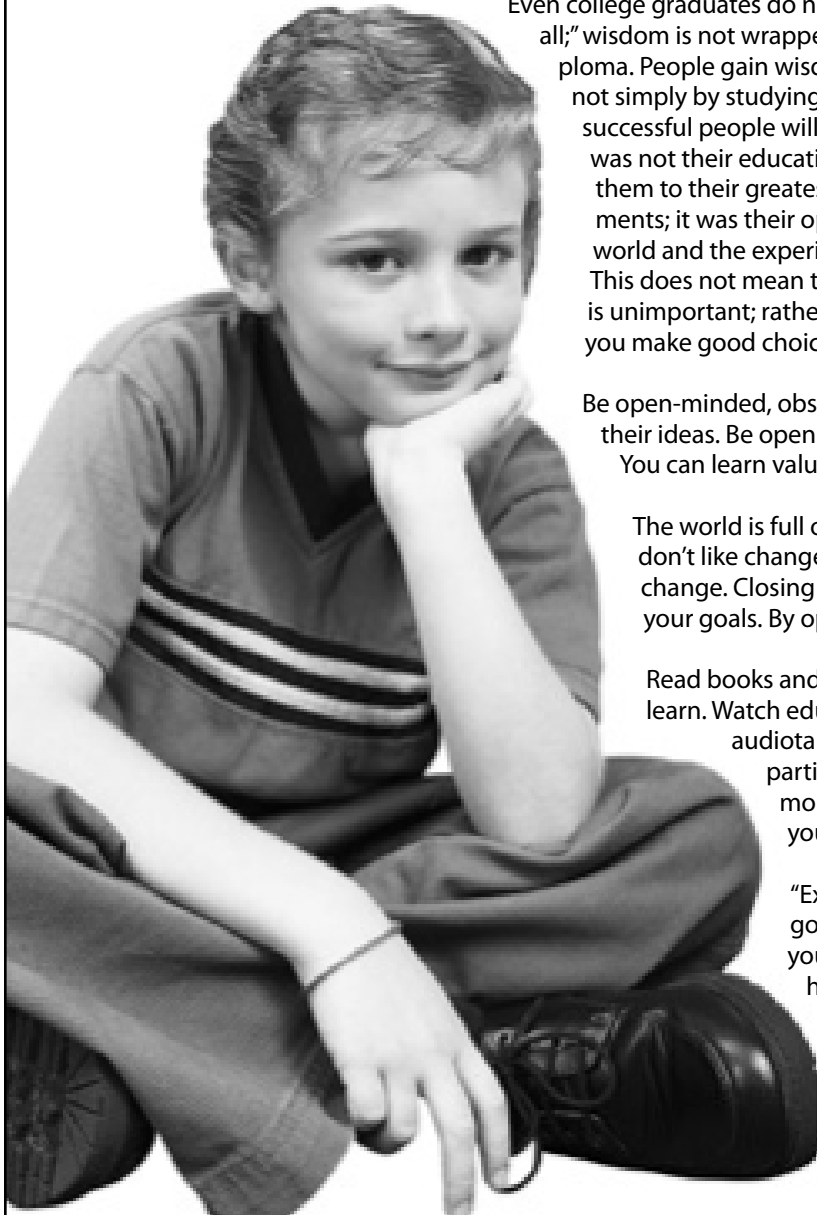 Even college graduates do n
all;” wisdom is not wrappe
ploma. People gain wisd
not simply by studying
successful people will
was not their educati
them to their greates
ments; it was their op
world and the experi
This does not mean t
is unimportant; rathe
you make good choic
Be open-minded, obs
their ideas. Be open
You can learn valu
The world is full o
don’t like change
change. Closing
your goals. By op
Read books and
learn. Watch edu
audiota
parti
mo
you
“Ex
go
you
h